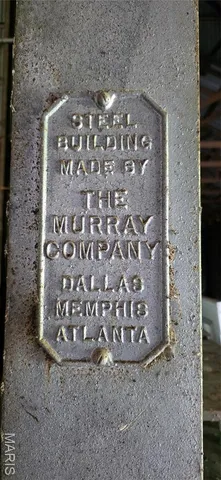 STEEL
BUILDING
MADE BY
THE
MURRAY
COMPANY
DALLAS
MEMPHIS
ATLANTA
MARIS